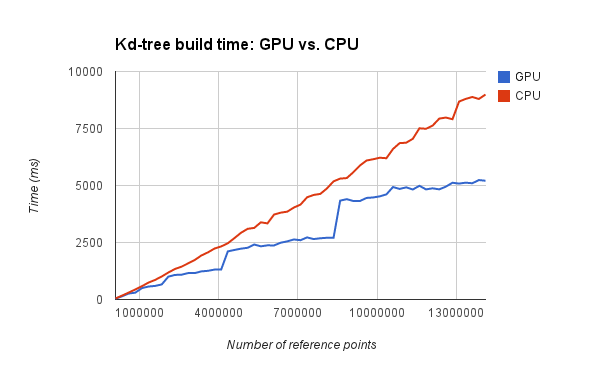 Kd-tree build time: GPU vs. CPU
10000
7500
5000
2500
0
Time (ms)
1000000 4000000 7000000 10000000 13000000
Number of reference points
GPU
CPU